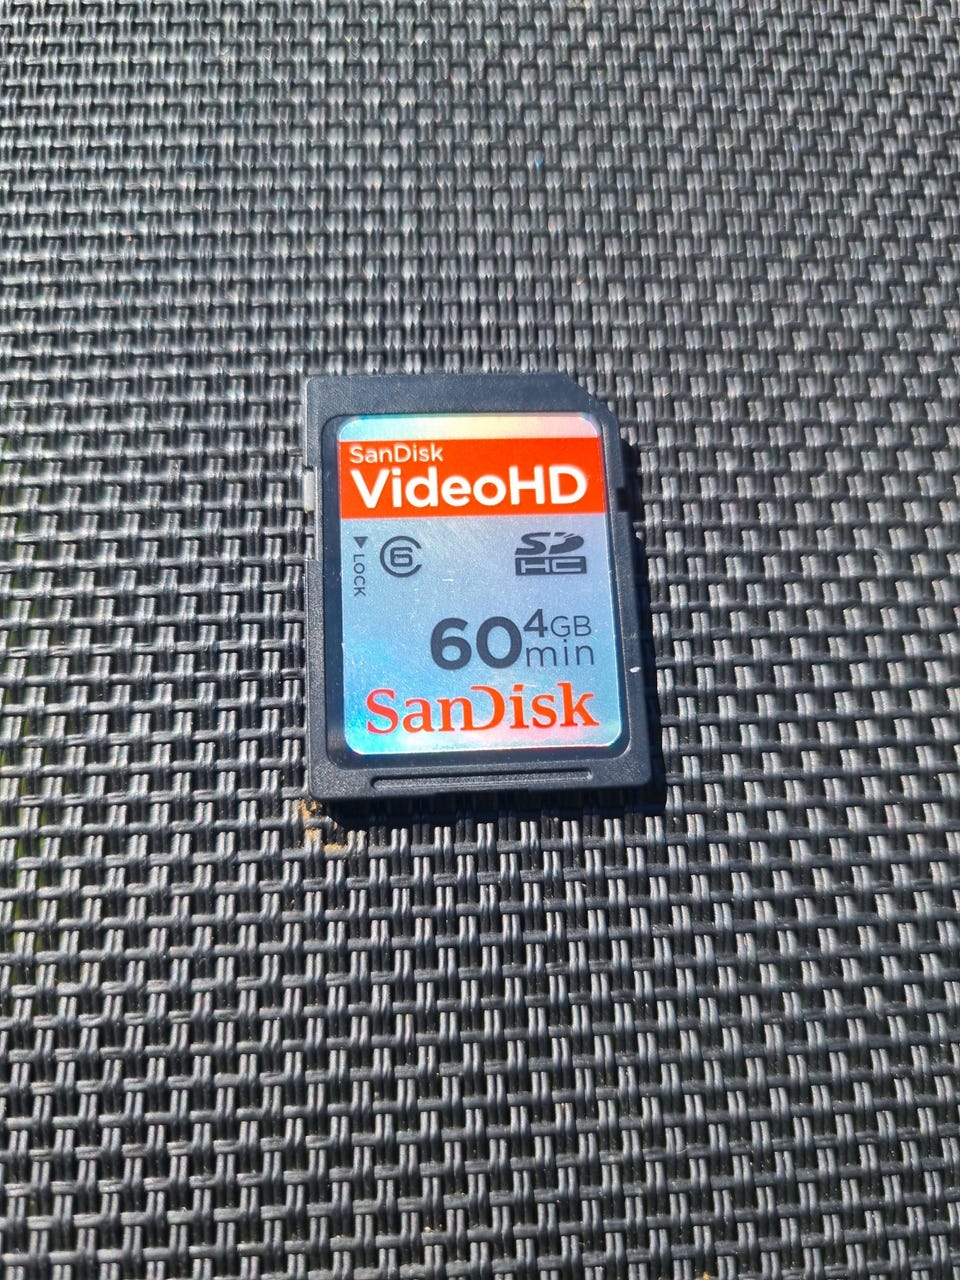 SanDisk
VideoHD
▼ LOCK
6
SD
HC
60 4GB
min
SanDisk